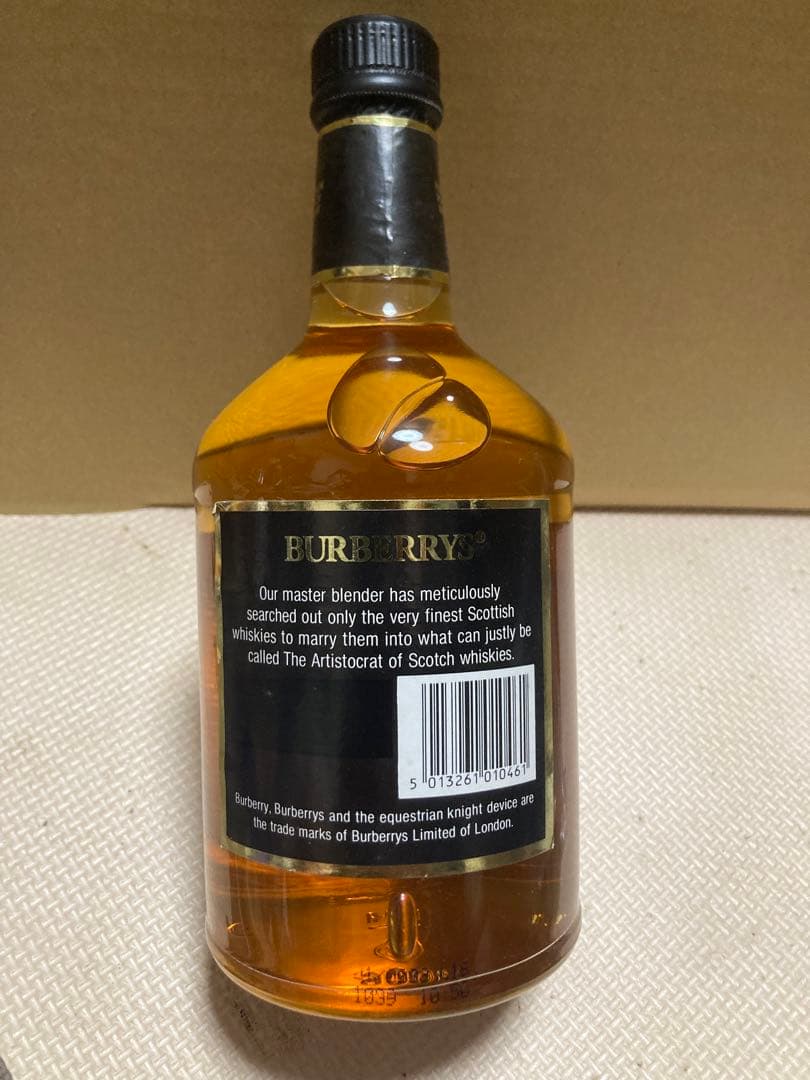 BURBERRYS®
Our master blender has meticulously
searched out only the very finest Scottish
whiskies to marry them into what can justly be
called The Artistocrat of Scotch whiskies.
5 013261 010461
Burberry, Burberrys and the equestrian knight device are
the trade marks of Burberrys Limited of London.